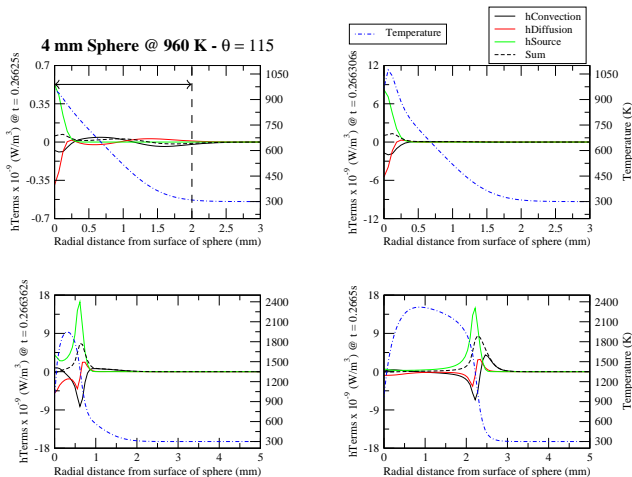 4 mm Sphere @ 960 K - θ = 115
Temperature
hConvection
hDiffusion
hSource
Sum
hTerms x 10⁻⁹ (W/m³) @ t = 0.26625s
0.7
0.35
0
-0.35
-0.7
1050
900
750
600
450
300
0 0.5 1 1.5 2 2.5 3
Radial distance from surface of sphere (mm)
hTerms x 10⁻⁹ (W/m³) @ t = 0.266306s
12
6
0
-6
-12
1050
900
750
600
450
300
Temperature (K)
0 0.5 1 1.5 2 2.5 3
Radial distance from surface of sphere (mm)
hTerms x 10⁻⁹ (W/m³) @ t = 0.266362s
18
9
0
-9
-18
2400
2100
1800
1500
1200
900
600
300
0 1 2 3 4 5
Radial distance from surface of sphere (mm)
hTerms x 10⁻⁹ (W/m³) @ t = 0.2665s
18
9
0
-9
-18
2400
2100
1800
1500
1200
900
600
300
Temperature (K)
0 1 2 3 4 5
Radial distance from surface of sphere (mm)